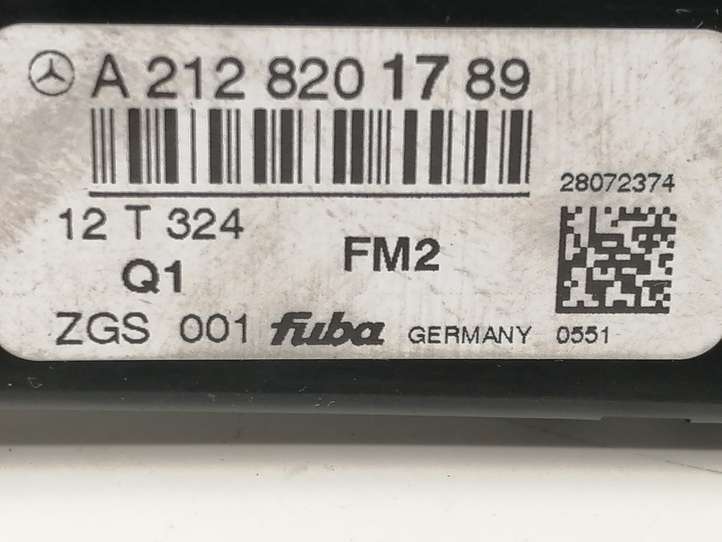 A 212 820 17 89
28072374
12 T 324
FM2
Q1
ZGS 001 fuba GERMANY 0551